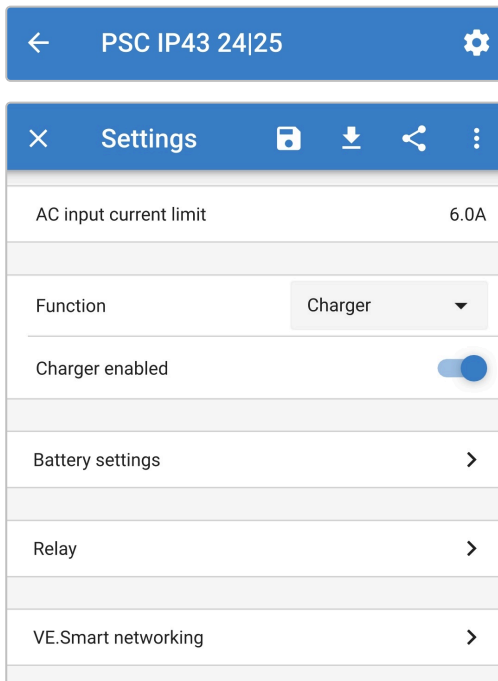 PSC IP43 24|25
Settings
AC input current limit 6.0A
Function Charger
Charger enabled
Battery settings
Relay
VE.Smart networking